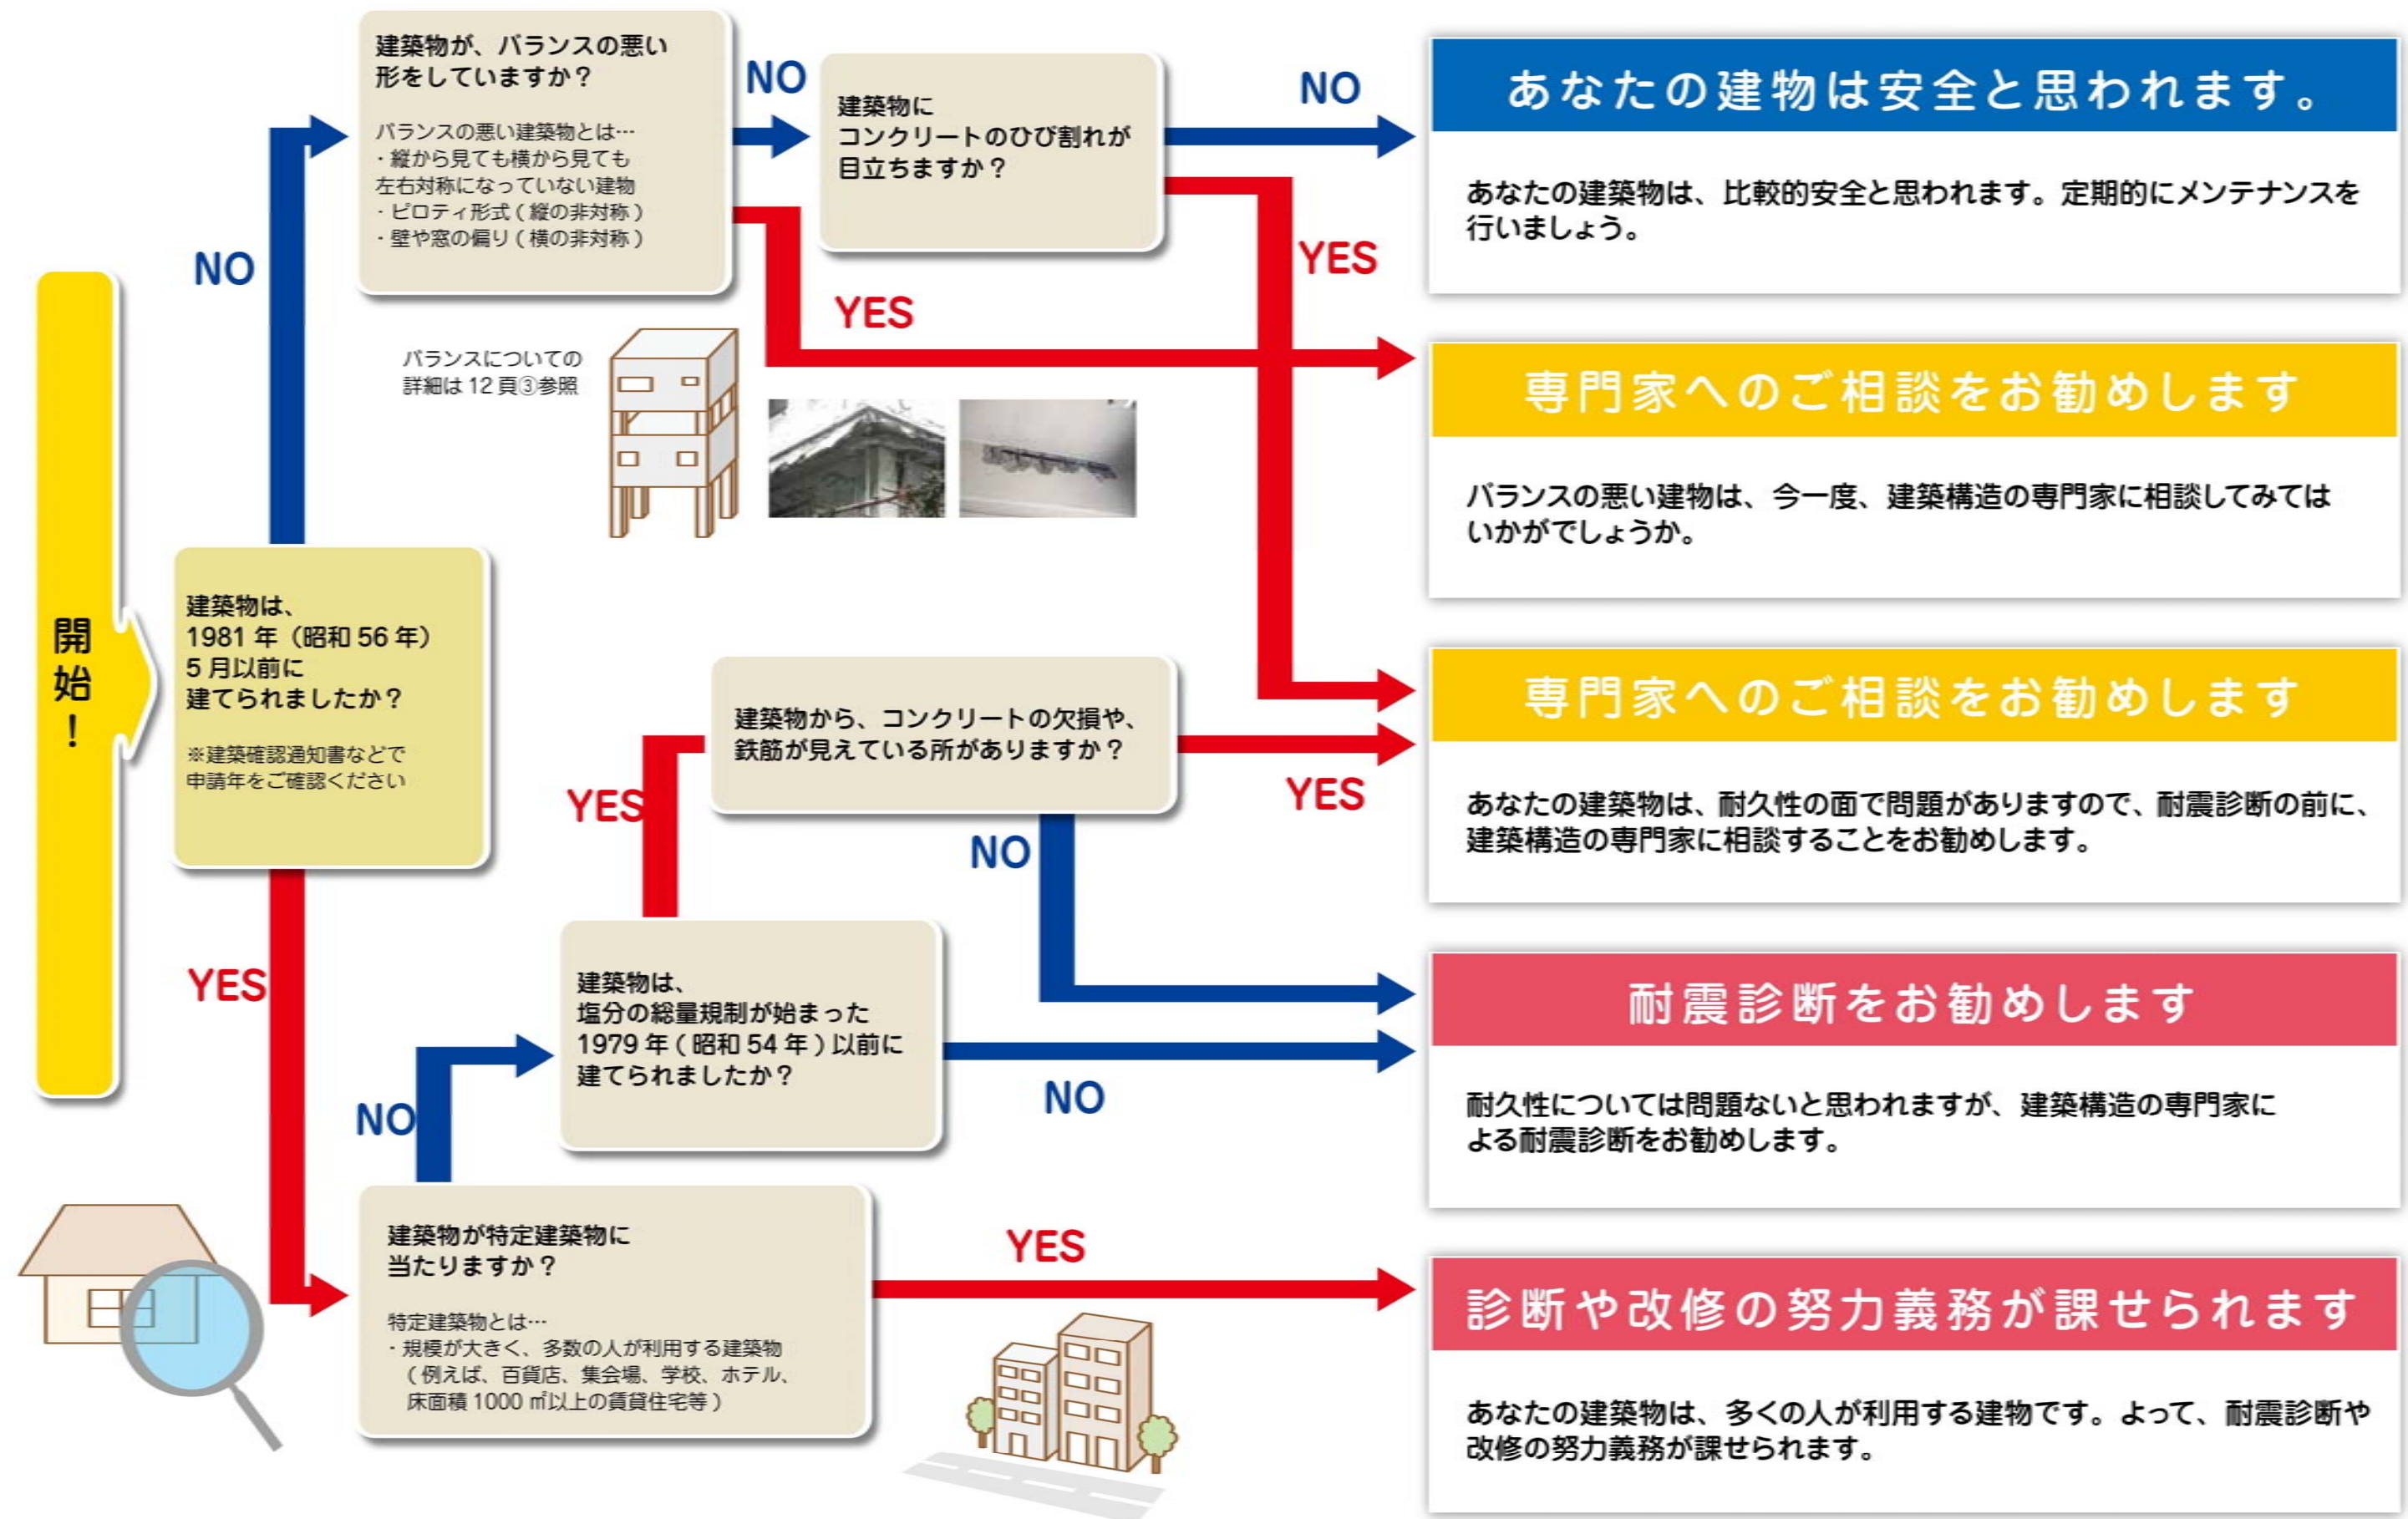 開始！
建築物は、
1981 年（昭和 56 年）
5 月以前に
建てられましたか？
※建築確認通知書などで
申請年をご確認ください
NO
YES
建築物が、バランスの悪い
形をしていますか？
バランスの悪い建築物とは…
・縦から見ても横から見ても
左右対称になっていない建物
・ピロティ形式 ( 縦の非対称 )
・壁や窓の偏り ( 横の非対称 )
NO
YES
バランスについての
詳細は 12 頁③参照
建築物に
コンクリートのひび割れが
目立ちますか？
NO
YES
建築物から、コンクリートの欠損や、
鉄筋が見えている所がありますか？
YES
NO
建築物は、
塩分の総量規制が始まった
1979 年 ( 昭和 54 年 ) 以前に
建てられましたか？
YES
NO
建築物が特定建築物に
当たりますか？
特定建築物とは…
・規模が大きく、多数の人が利用する建築物
( 例えば、百貨店、集会場、学校、ホテル、
床面積 1000 ㎡以上の賃貸住宅等 )
NO
YES
あなたの建物は安全と思われます。
あなたの建築物は、比較的安全と思われます。定期的にメンテナンスを
行いましょう。
専門家へのご相談をお勧めします
バランスの悪い建物は、今一度、建築構造の専門家に相談してみては
いかがでしょうか。
専門家へのご相談をお勧めします
あなたの建築物は、耐久性の面で問題がありますので、耐震診断の前に、
建築構造の専門家に相談することをお勧めします。
耐震診断をお勧めします
耐久性については問題ないと思われますが、建築構造の専門家に
よる耐震診断をお勧めします。
診断や改修の努力義務が課せられます
あなたの建築物は、多くの人が利用する建物です。よって、耐震診断や
改修の努力義務が課せられます。